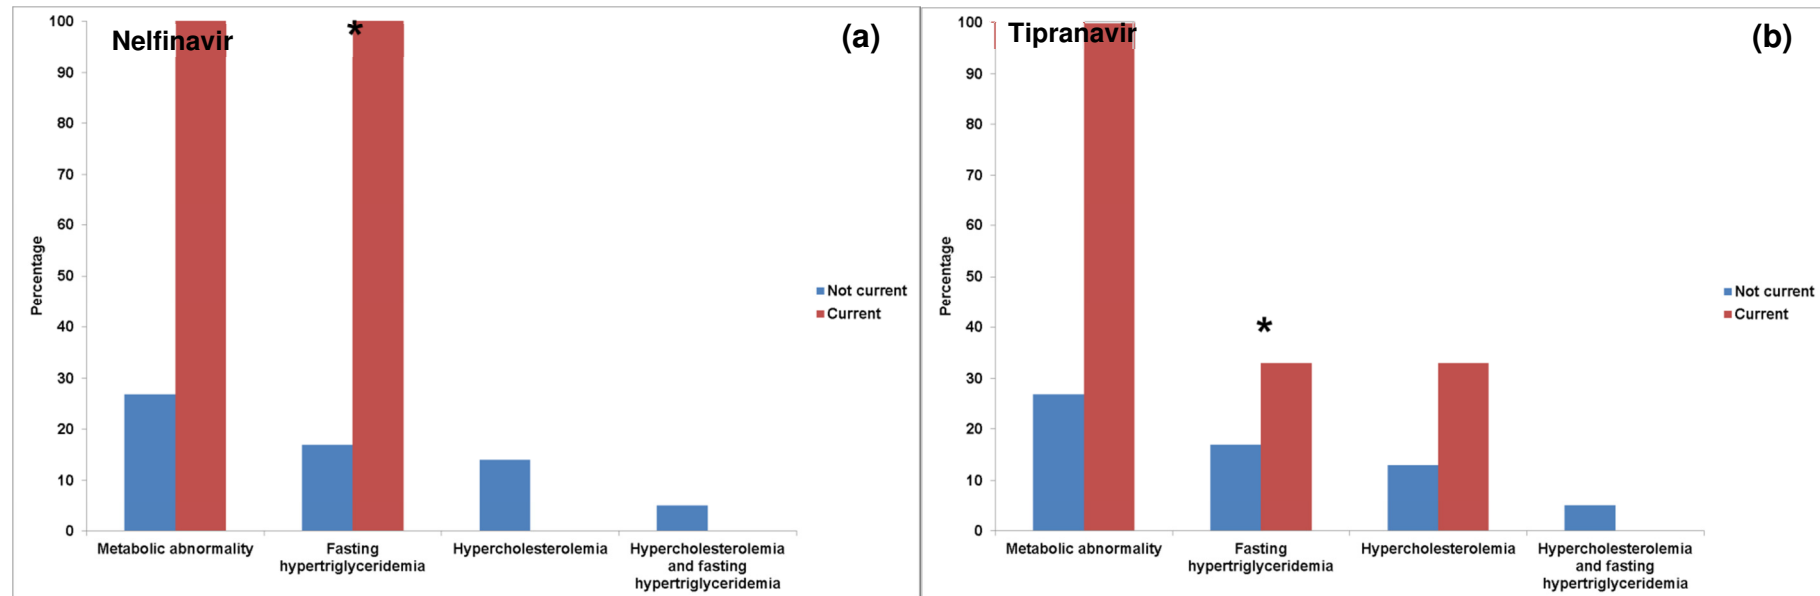 Nelfinavir
(a)
*
100
90
80
70
60
50
40
30
20
10
0
Percentage
Metabolic abnormality
Fasting
hypertriglyceridemia
Hypercholesterolemia
Hypercholesterolemia
and fasting
hypertriglyceridemia
Not current
Current
Tipranavir
(b)
*
100
90
80
70
60
50
40
30
20
10
0
Percentage
Metabolic abnormality
Fasting
hypertriglyceridemia
Hypercholesterolemia
Hypercholesterolemia
and fasting
hypertriglyceridemia
Not current
Current